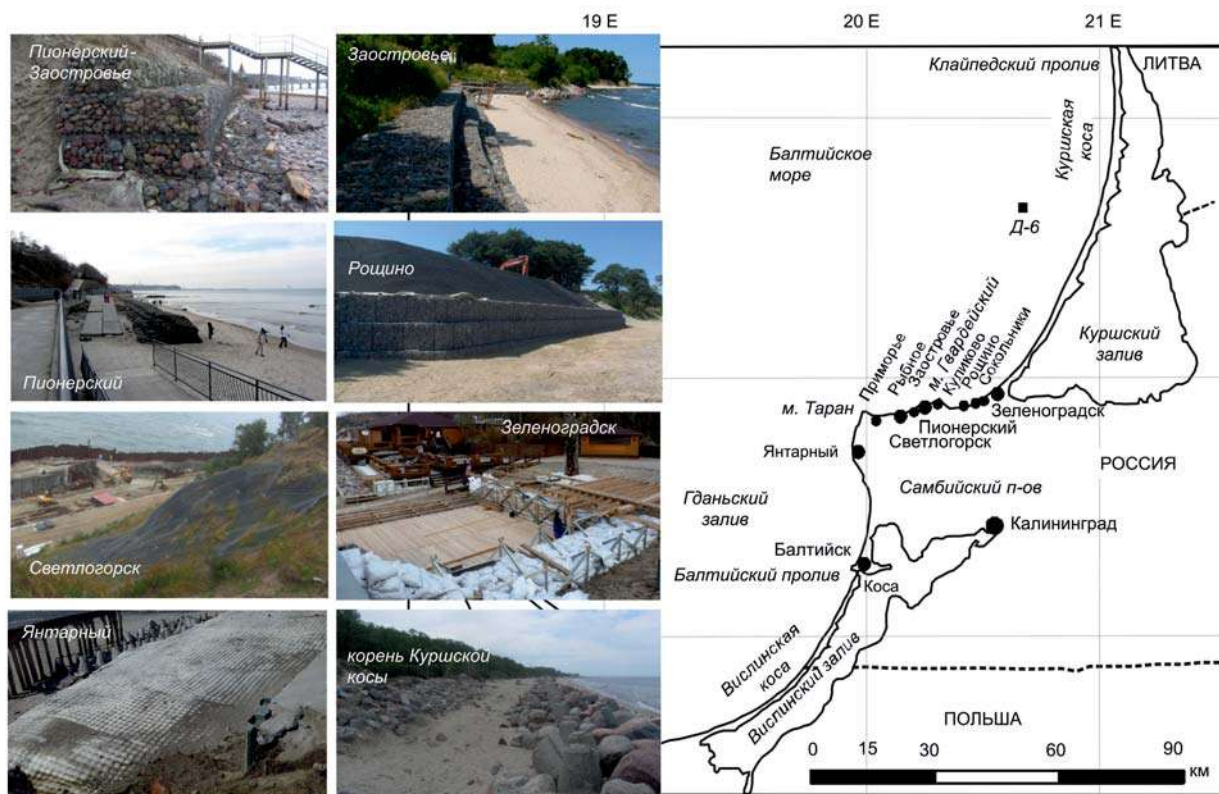 19 E
20 E
21 E
Пионерский-
Заостровье
Заостровье
Пионерский
Рощино
Светлогорск
Зеленоградск
Янтарный
корень Куршской
косы
Клайпедский пролив
ЛИТВА
Куршская
коса
Балтийское
море
Д-6
Куршский
залив
Приморье
Рыбное
Заостровье
м. Гвардейский
Куликово
Рощино
Сокольники
м. Таран
Зеленоградск
Пионерский
Светлогорск
Янтарный
РОССИЯ
Самбийский п-ов
Гданьский
залив
Калининград
Балтийск
Балтийский пролив
Коса
Вислинская
коса
Вислинский залив
ПОЛЬША
0 15 30 60 90
км